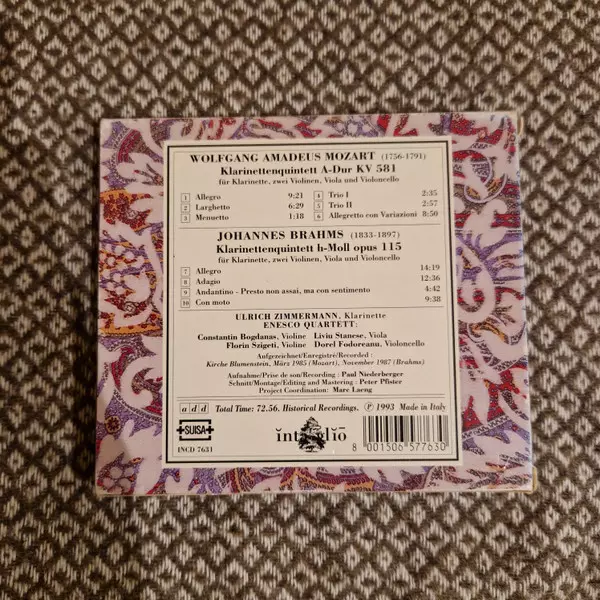 WOLFGANG AMADEUS MOZART (1756-1791)
Klarinettenquintett A-Dur KV 581
für Klarinette, zwei Violinen, Viola und Violoncello
1 Allegro 9:21
2 Larghetto 6:29
3 Menuetto 1:18
4 Trio I 2:35
5 Trio II 2:57
6 Allegretto con Variazioni 8:50
JOHANNES BRAHMS (1833-1897)
Klarinettenquintett h-Moll opus 115
für Klarinette, zwei Violinen, Viola und Violoncello
7 Allegro 14:19
8 Adagio 12:36
9 Andantino - Presto non assai, ma con sentimento 4:42
10 Con moto 9:38
ULRICH ZIMMERMANN, Klarinette
ENESCO QUARTETT:
Constantin Bogdanas, Violine Liviu Stanese, Viola
Florin Szigeti, Violine Dorel Fodoreanu, Violoncello
Aufgezeichnet/Enregistré/Recorded :
Kirche Blumenstein, März 1985 (Mozart), November 1987 (Brahms)
Aufnahme/Prise de son/Recording : Paul Niederberger
Schnitt/Montage/Editing and Mastering : Peter Pfister
Project Coordination: Marc Laeng
a d d Total Time: 72.56. Historical Recordings. ℗ 1993 Made in Italy
SUISA
INCD 7631
intaglio
8 001506 577630